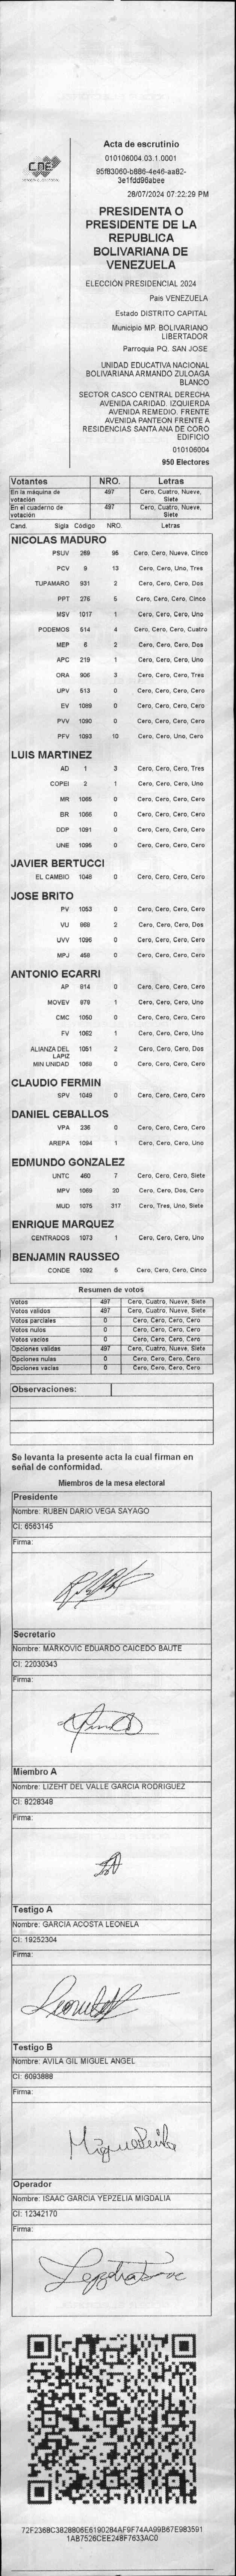 CNE
Acta de escrutinio
010106004.03.1.0001
95f83060-b886-4e46-aa82-
3e1fdd96abee
28/07/2024 07:22:29 PM
PRESIDENTA O
PRESIDENTE DE LA
REPUBLICA
BOLIVARIANA DE
VENEZUELA
ELECCIÓN PRESIDENCIAL 2024
País VENEZUELA
Estado DISTRITO CAPITAL
Municipio MP. BOLIVARIANO
LIBERTADOR
Parroquia PQ. SAN JOSE
UNIDAD EDUCATIVA NACIONAL
BOLIVARIANA ARMANDO ZULOAGA
BLANCO
SECTOR CASCO CENTRAL DERECHA
AVENIDA CARIDAD. IZQUIERDA
AVENIDA REMEDIO. FRENTE
AVENIDA PANTEON FRENTE A
RESIDENCIAS SANTA ANA DE CORO
EDIFICIO
010106004
950 Electores
Votantes NRO. Letras
En la máquina de votación 497 Cero, Cuatro, Nueve, Siete
En el cuaderno de votación 497 Cero, Cuatro, Nueve, Siete
Cand. Sigla Código NRO. Letras
NICOLAS MADURO
PSUV 269 95 Cero, Cero, Nueve, Cinco
PCV 9 13 Cero, Cero, Uno, Tres
TUPAMARO 931 2 Cero, Cero, Cero, Dos
PPT 276 5 Cero, Cero, Cero, Cinco
MSV 1017 1 Cero, Cero, Cero, Uno
PODEMOS 514 4 Cero, Cero, Cero, Cuatro
MEP 6 2 Cero, Cero, Cero, Dos
APC 219 1 Cero, Cero, Cero, Uno
ORA 906 3 Cero, Cero, Cero, Tres
UPV 513 0 Cero, Cero, Cero, Cero
EV 1089 0 Cero, Cero, Cero, Cero
PVV 1090 0 Cero, Cero, Cero, Cero
PFV 1093 10 Cero, Cero, Uno, Cero
LUIS MARTINEZ
AD 1 3 Cero, Cero, Cero, Tres
COPEI 2 1 Cero, Cero, Cero, Uno
MR 1065 0 Cero, Cero, Cero, Cero
BR 1066 0 Cero, Cero, Cero, Cero
DDP 1091 0 Cero, Cero, Cero, Cero
UNE 1095 0 Cero, Cero, Cero, Cero
JAVIER BERTUCCI
EL CAMBIO 1048 0 Cero, Cero, Cero, Cero
JOSE BRITO
PV 1053 0 Cero, Cero, Cero, Cero
VU 868 2 Cero, Cero, Cero, Dos
UVV 1096 0 Cero, Cero, Cero, Cero
MPJ 458 0 Cero, Cero, Cero, Cero
ANTONIO ECARRI
AP 814 0 Cero, Cero, Cero, Cero
MOVEV 879 1 Cero, Cero, Cero, Uno
CMC 1050 0 Cero, Cero, Cero, Cero
FV 1062 1 Cero, Cero, Cero, Uno
ALIANZA DEL LAPIZ 1051 2 Cero, Cero, Cero, Dos
MIN UNIDAD 1068 0 Cero, Cero, Cero, Cero
CLAUDIO FERMIN
SPV 1049 0 Cero, Cero, Cero, Cero
DANIEL CEBALLOS
VPA 236 0 Cero, Cero, Cero, Cero
AREPA 1094 1 Cero, Cero, Cero, Uno
EDMUNDO GONZALEZ
UNTC 460 7 Cero, Cero, Cero, Siete
MPV 1069 20 Cero, Cero, Dos, Cero
MUD 1075 317 Cero, Tres, Uno, Siete
ENRIQUE MARQUEZ
CENTRADOS 1073 1 Cero, Cero, Cero, Uno
BENJAMIN RAUSSEO
CONDE 1092 5 Cero, Cero, Cero, Cinco
Resumen de votos
Votos 497 Cero, Cuatro, Nueve, Siete
Votos validos 497 Cero, Cuatro, Nueve, Siete
Votos parciales 0 Cero, Cero, Cero, Cero
Votos nulos 0 Cero, Cero, Cero, Cero
Votos vacios 0 Cero, Cero, Cero, Cero
Opciones validas 497 Cero, Cuatro, Nueve, Siete
Opciones nulas 0 Cero, Cero, Cero, Cero
Opciones vacias 0 Cero, Cero, Cero, Cero
Observaciones:
Se levanta la presente acta la cual firman en
señal de conformidad.
Miembros de la mesa electoral
Presidente
Nombre: RUBEN DARIO VEGA SAYAGO
CI: 6563145
Firma:
Secretario
Nombre: MARKOVIC EDUARDO CAICEDO BAUTE
CI: 22030343
Firma:
Miembro A
Nombre: LIZEHT DEL VALLE GARCIA RODRIGUEZ
CI: 8228348
Firma:
Testigo A
Nombre: GARCIA ACOSTA LEONELA
CI: 19252304
Firma:
Testigo B
Nombre: AVILA GIL MIGUEL ANGEL
CI: 6093888
Firma:
Operador
Nombre: ISAAC GARCIA YEPZELIA MIGDALIA
CI: 12342170
Firma:
72F2368C3828806E6190284AF9F74AA99B67E983591
1AB7526CEE248F7633AC0